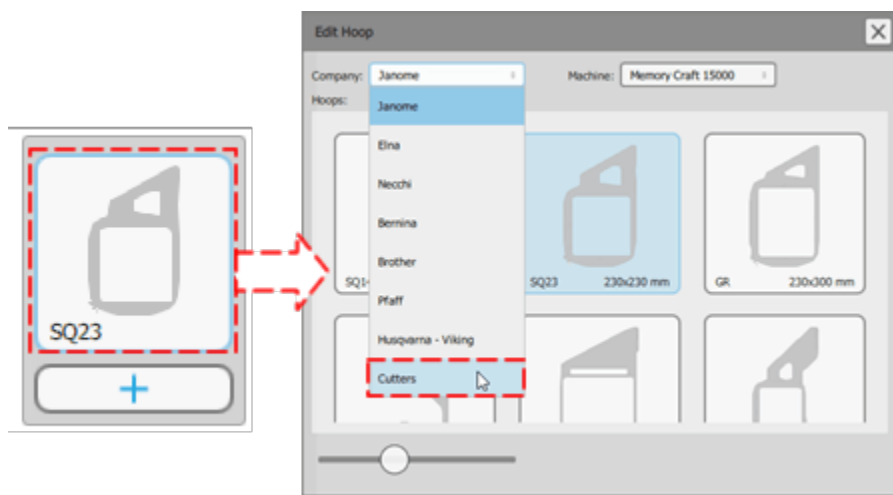 Edit Hoop
Company: Janome Machine: Memory Craft 15000
Hoops:
Janome
Elna
Necchi
Bernina
Brother
Pfaff
Husqvarna - Viking
Cutters
SQ23
SQ23 230x230 mm
GR 230x300 mm